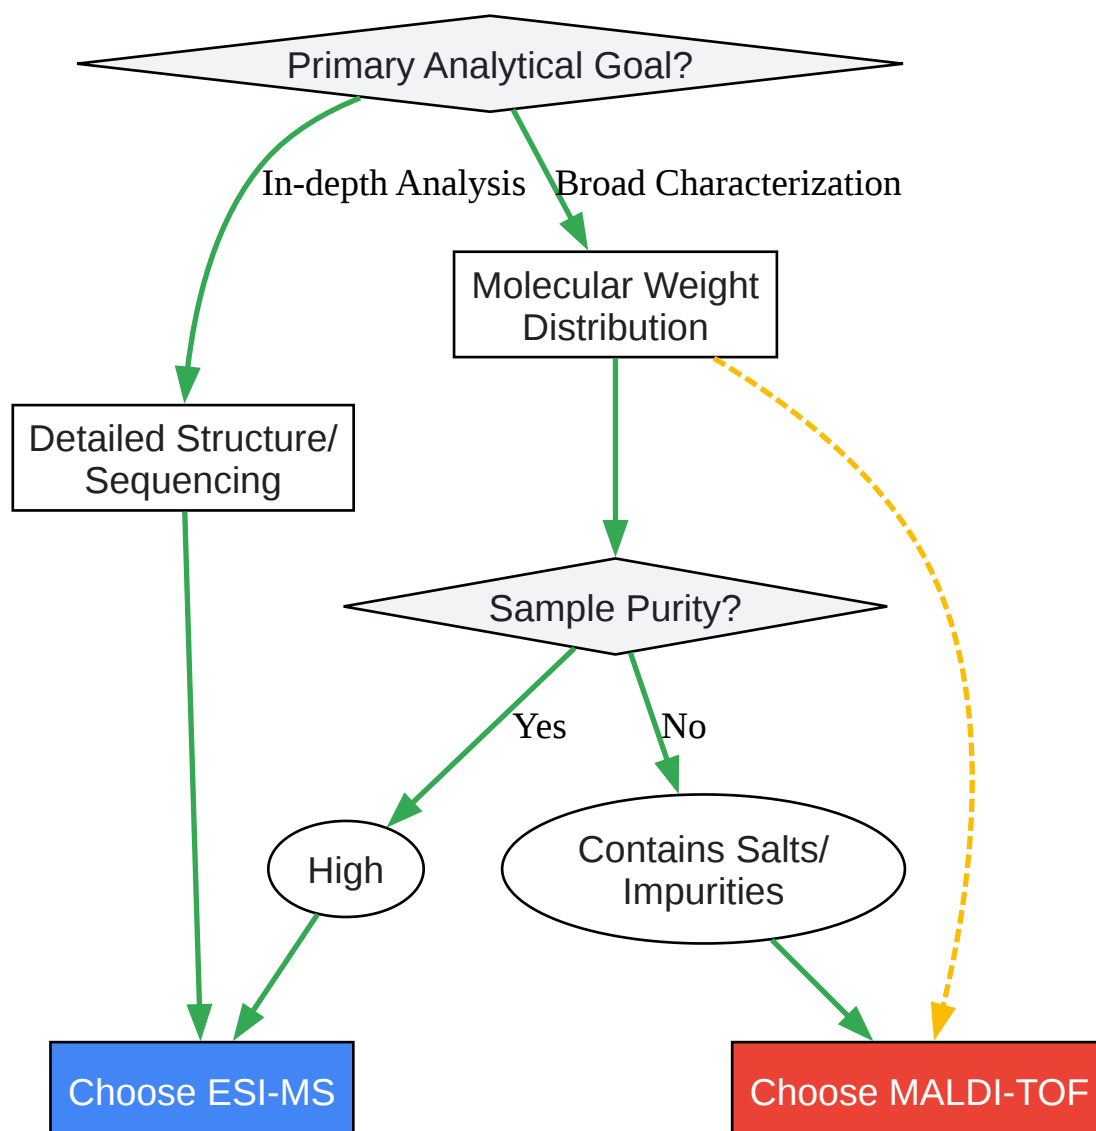 Primary Analytical Goal?
In-depth Analysis
Broad Characterization
Molecular Weight
Distribution
Detailed Structure/
Sequencing
Sample Purity?
Yes
No
High
Contains Salts/
Impurities
Choose ESI-MS
Choose MALDI-TOF